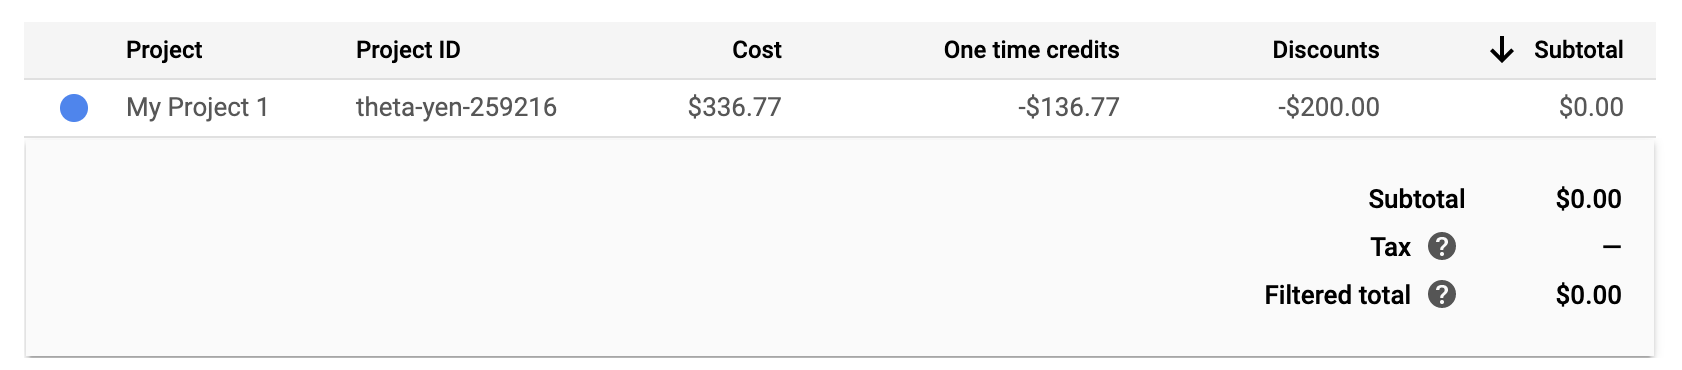 Project Project ID Cost One time credits Discounts ↓ Subtotal
My Project 1 theta-yen-259216 $336.77 -$136.77 -$200.00 $0.00
Subtotal $0.00
Tax ? —
Filtered total ? $0.00